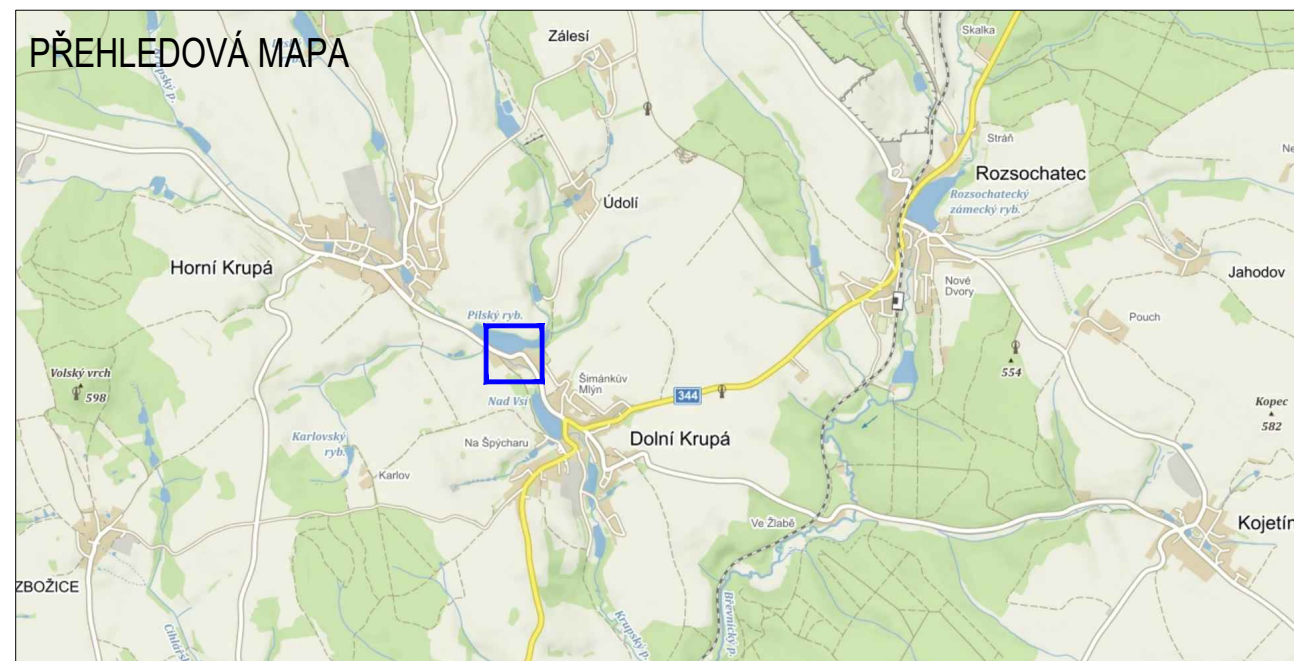 PŘEHLEDOVÁ MAPA
Krupský p.
Zálesí
Skalka
Stráň
Rozsochatec
Rozsochatecký
zámecký ryb.
Údolí
Horní Krupá
Jahodov
Nové
Dvory
Pilský ryb.
Pouch
Volský vrch
598
Šimánkův
Mlýn
554
344
Nad Vsí
Kopec
582
Karlovský
ryb.
Na Špýcharu
Dolní Krupá
Karlov
Ve Žlabě
Kojetín
ZBOŽICE
Krupský p.
Břevnický p.